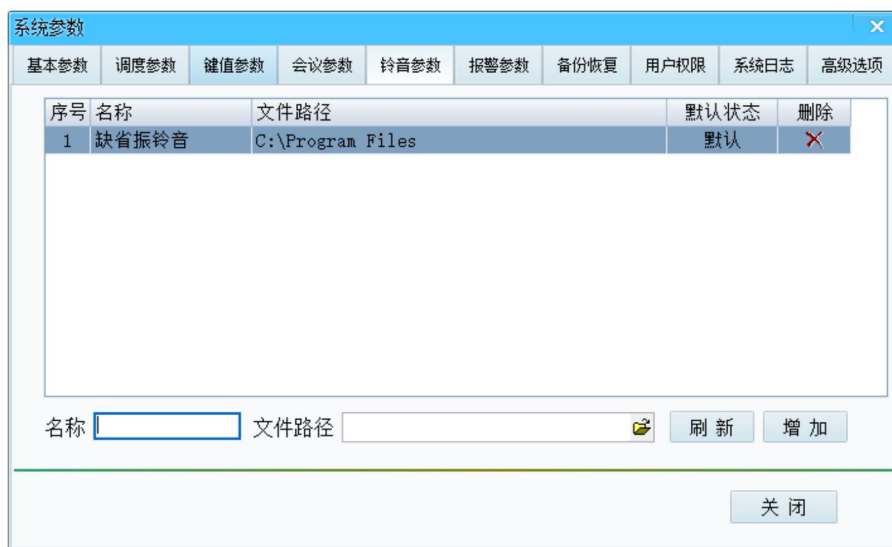 系统参数
基本参数 调度参数 键值参数 会议参数 铃音参数 报警参数 备份恢复 用户权限 系统日志 高级选项
序号 名称 文件路径 默认状态 删除
1 缺省振铃音 C:\Program Files 默认
名称 文件路径 刷新 增加
关闭